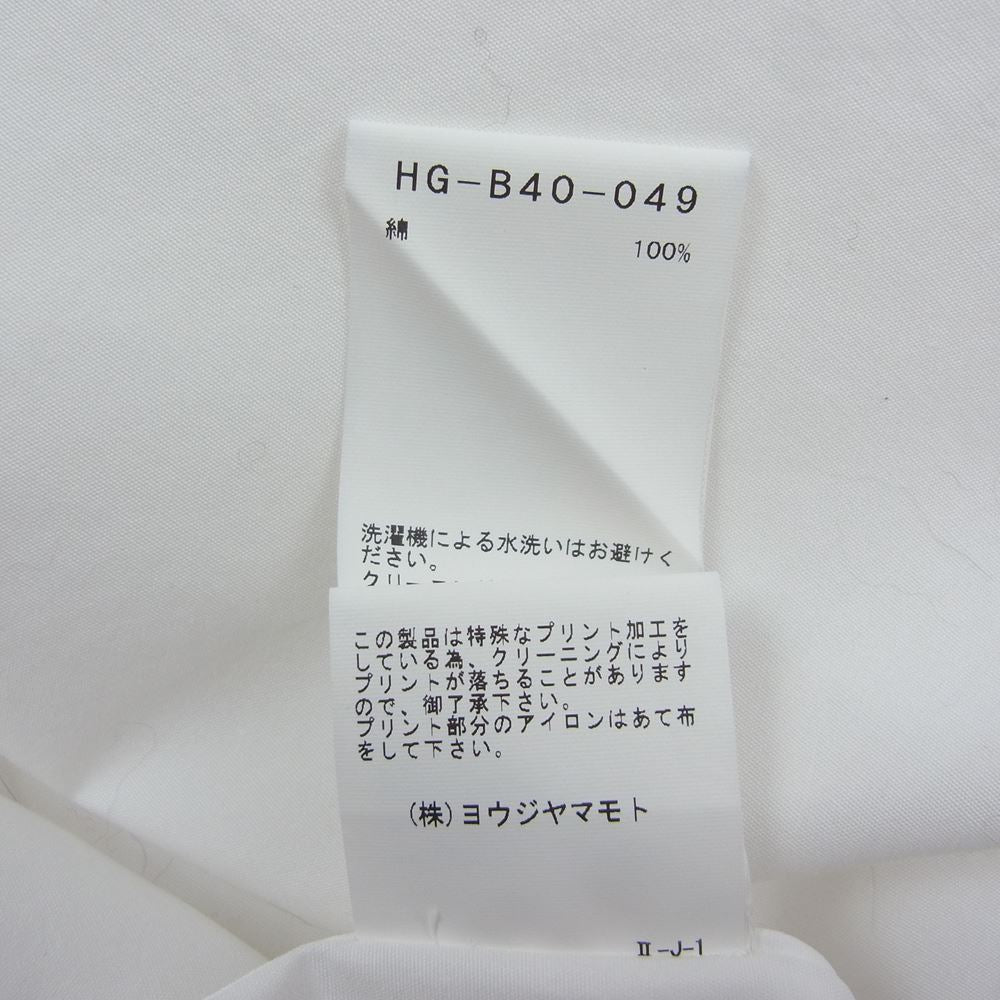 HG-B40-049
綿 100%
洗濯機による水洗いはお避けく
ださい。
この製品は特殊なプリント加工を
している為、クリーニングにより
プリントが落ちることがあります
ので、御了承下さい。
プリント部分のアイロンはあて布
をして下さい。
(株)ヨウジヤマモト
Ⅱ-J-1